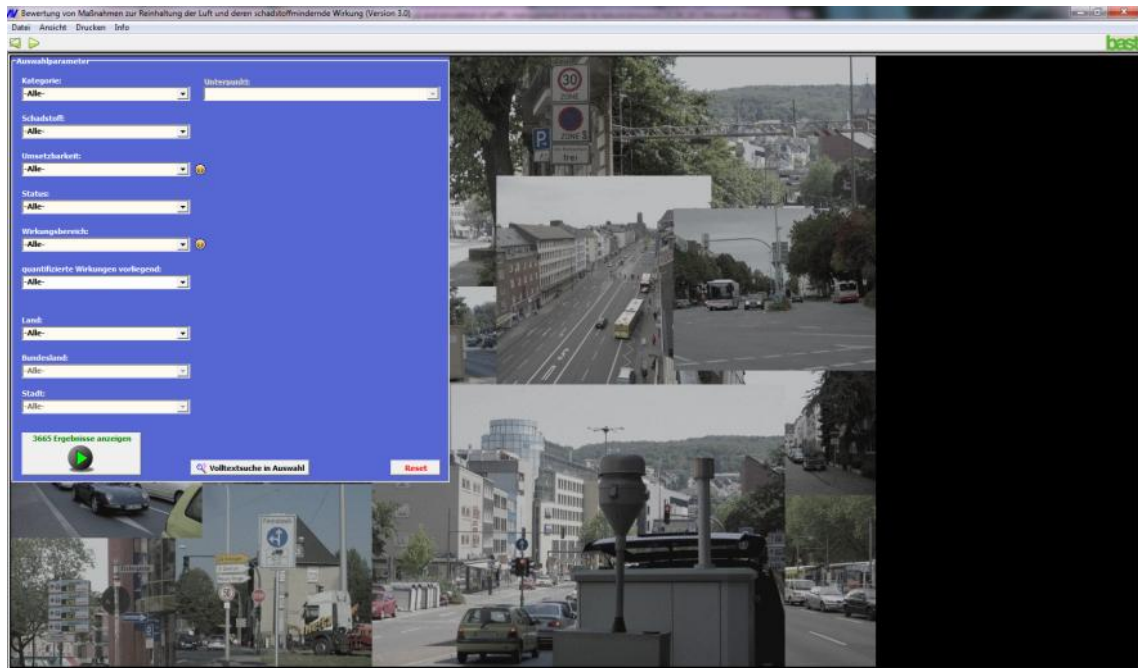 Bewertung von Maßnahmen zur Reinhaltung der Luft und deren schadstoffmindernde Wirkung (Version 3.0)
Datei Ansicht Drucken Info
bast
Auswahlparameter
Kategorie: Unterpunkt:
-Alle-
Schadstoff:
-Alle-
Umsetzbarkeit:
-Alle-
Status:
-Alle-
Wirkungsbereich:
-Alle-
quantifizierte Wirkungen vorliegend:
-Alle-
Land:
-Alle-
Bundesland:
-Alle-
Stadt:
-Alle-
3665 Ergebnisse anzeigen
Volltextsuche in Auswahl Reset
30
ZONE
P
ZONE
frei